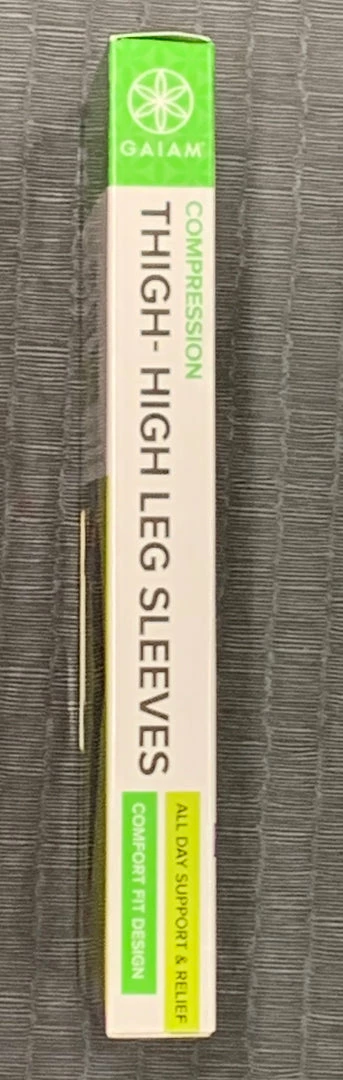 GAIAM
COMPRESSION
THIGH- HIGH LEG SLEEVES
ALL DAY SUPPORT & RELIEF
COMFORT FIT DESIGN